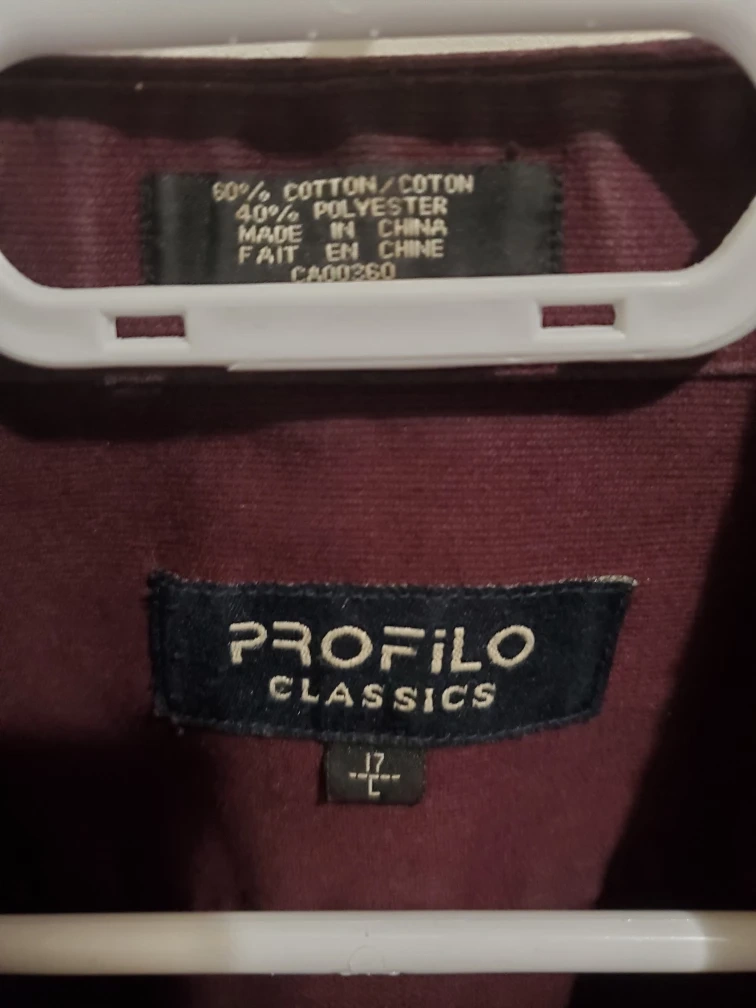 60% COTTON/COTON
40% POLYESTER
MADE IN CHINA
FAIT EN CHINE
CA00360
PROFiLO
CLASSICS
17
L